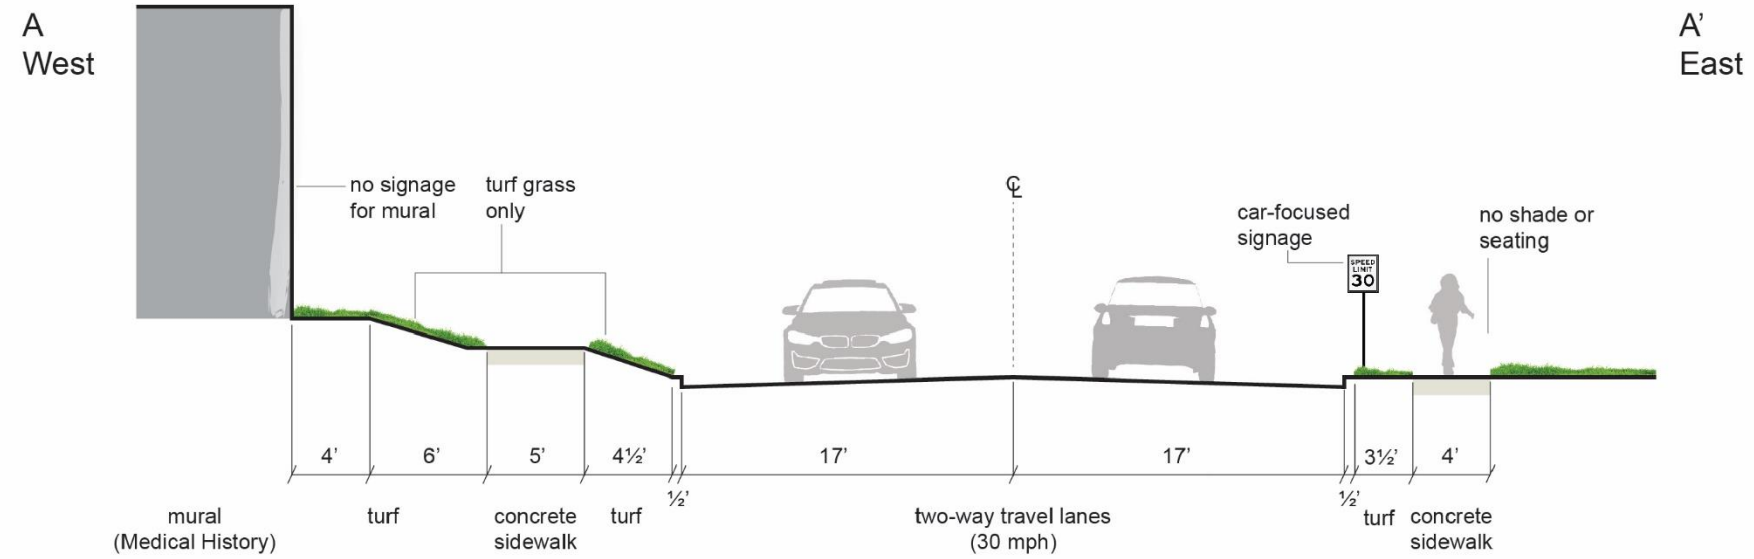 A
West
A’
East
no signage
for mural
turf grass
only
℄
car-focused
signage
SPEED
LIMIT
30
no shade or
seating
4’
6’
5’
4½’
½’
17’
17’
½’
3½’
4’
mural
(Medical History)
turf
concrete
sidewalk
turf
two-way travel lanes
(30 mph)
turf
concrete
sidewalk